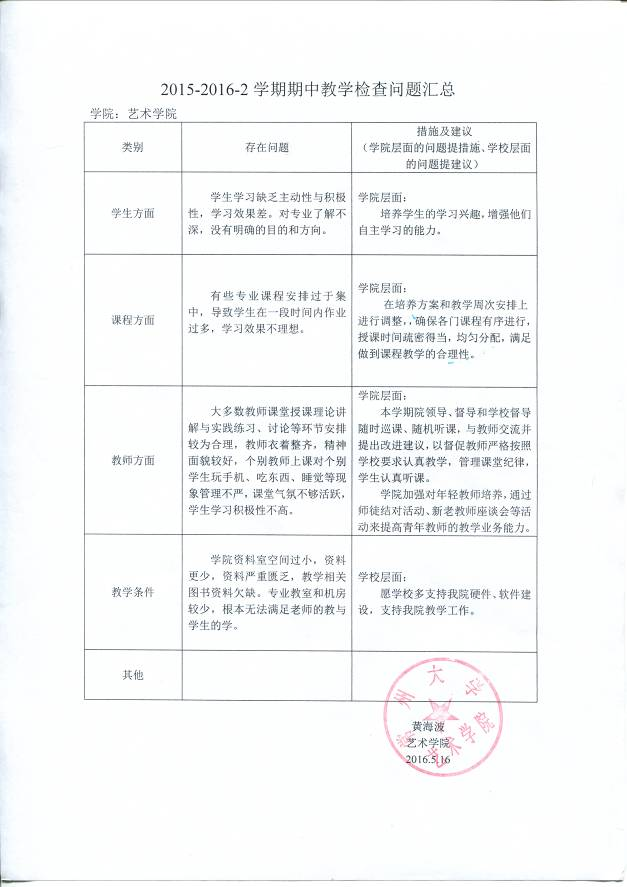 2015-2016-2 学期期中教学检查问题汇总
学院：艺术学院
类别
存在问题
措施及建议
（学院层面的问题提措施、学校层面
的问题提建议）
学生方面
学生学习缺乏主动性与积极
性，学习效果差。对专业了解不
深，没有明确的目的和方向。
学院层面：
培养学生的学习兴趣，增强他们
自主学习的能力。
课程方面
有些专业课程安排过于集
中，导致学生在一段时间内作业
过多，学习效果不理想。
学院层面：
在培养方案和教学周次安排上
进行调整，，确保各门课程有序进行，
授课时间疏密得当，均匀分配，满足
做到课程教学的合理性。
教师方面
大多数教师课堂授课理论讲
解与实践练习、讨论等环节安排
较为合理，教师衣着整齐，精神
面貌较好，个别教师上课对个别
学生玩手机、吃东西、睡觉等现
象管理不严，课堂气氛不够活跃，
学生学习积极性不高。
学院层面：
本学期院领导、督导和学校督导
随时巡课、随机听课，与教师交流并
提出改进建议，以督促教师严格按照
学校要求认真教学，管理课堂纪律，
学生认真听课。
学院加强对年轻教师培养，通过
师徒结对活动、新老教师座谈会等活
动来提高青年教师的教学业务能力。
教学条件
学院资料室空间过小，资料
更少，资料严重匮乏，教学相关
图书资料欠缺。专业教室和机房
较少，根本无法满足老师的教与
学生的学。
学校层面：
愿学校多支持我院硬件、软件建
设，支持我院教学工作。
其他
州大学
艺术学院
黄海波
艺术学院
2016.5.16